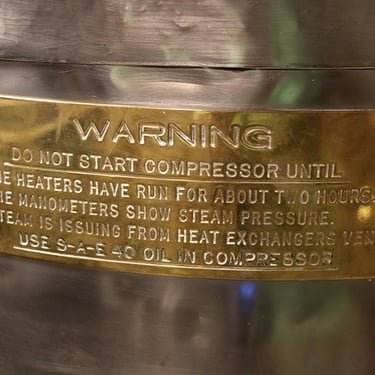 WARNING
DO NOT START COMPRESSOR UNTIL
HEATERS HAVE RUN FOR ABOUT TWO HOURS.
MANOMETERS SHOW STEAM PRESSURE.
IS ISSUING FROM HEAT EXCHANGERS
USE S-A-E 40 OIL IN COMPRESSOR